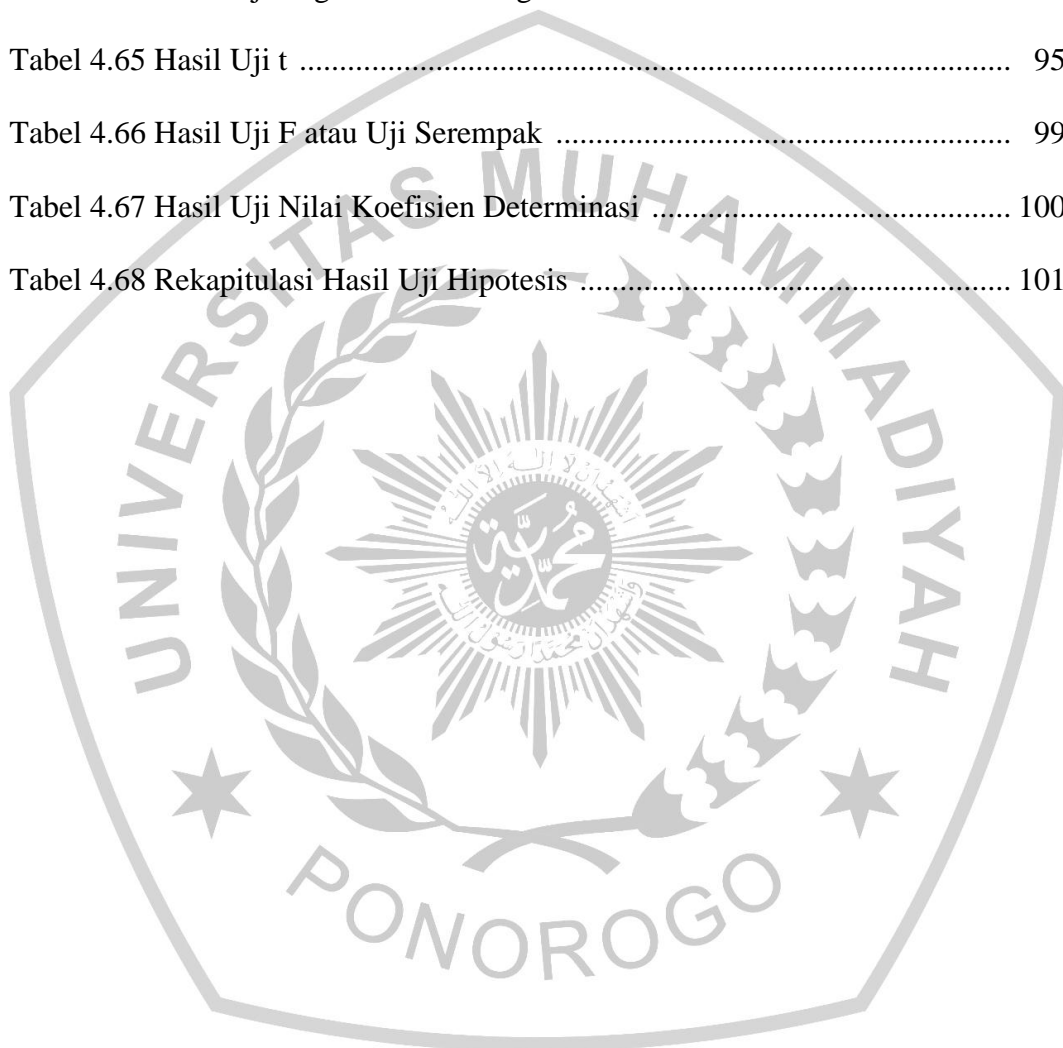 Tabel 4.65 Hasil Uji t ........................................................................................ 95
Tabel 4.66 Hasil Uji F atau Uji Serempak ......................................................... 99
Tabel 4.67 Hasil Uji Nilai Koefisien Determinasi ............................................. 100
Tabel 4.68 Rekapitulasi Hasil Uji Hipotesis ...................................................... 101
UNIVERSITAS MUHAMMADIYAH
PONOROGO
محمد